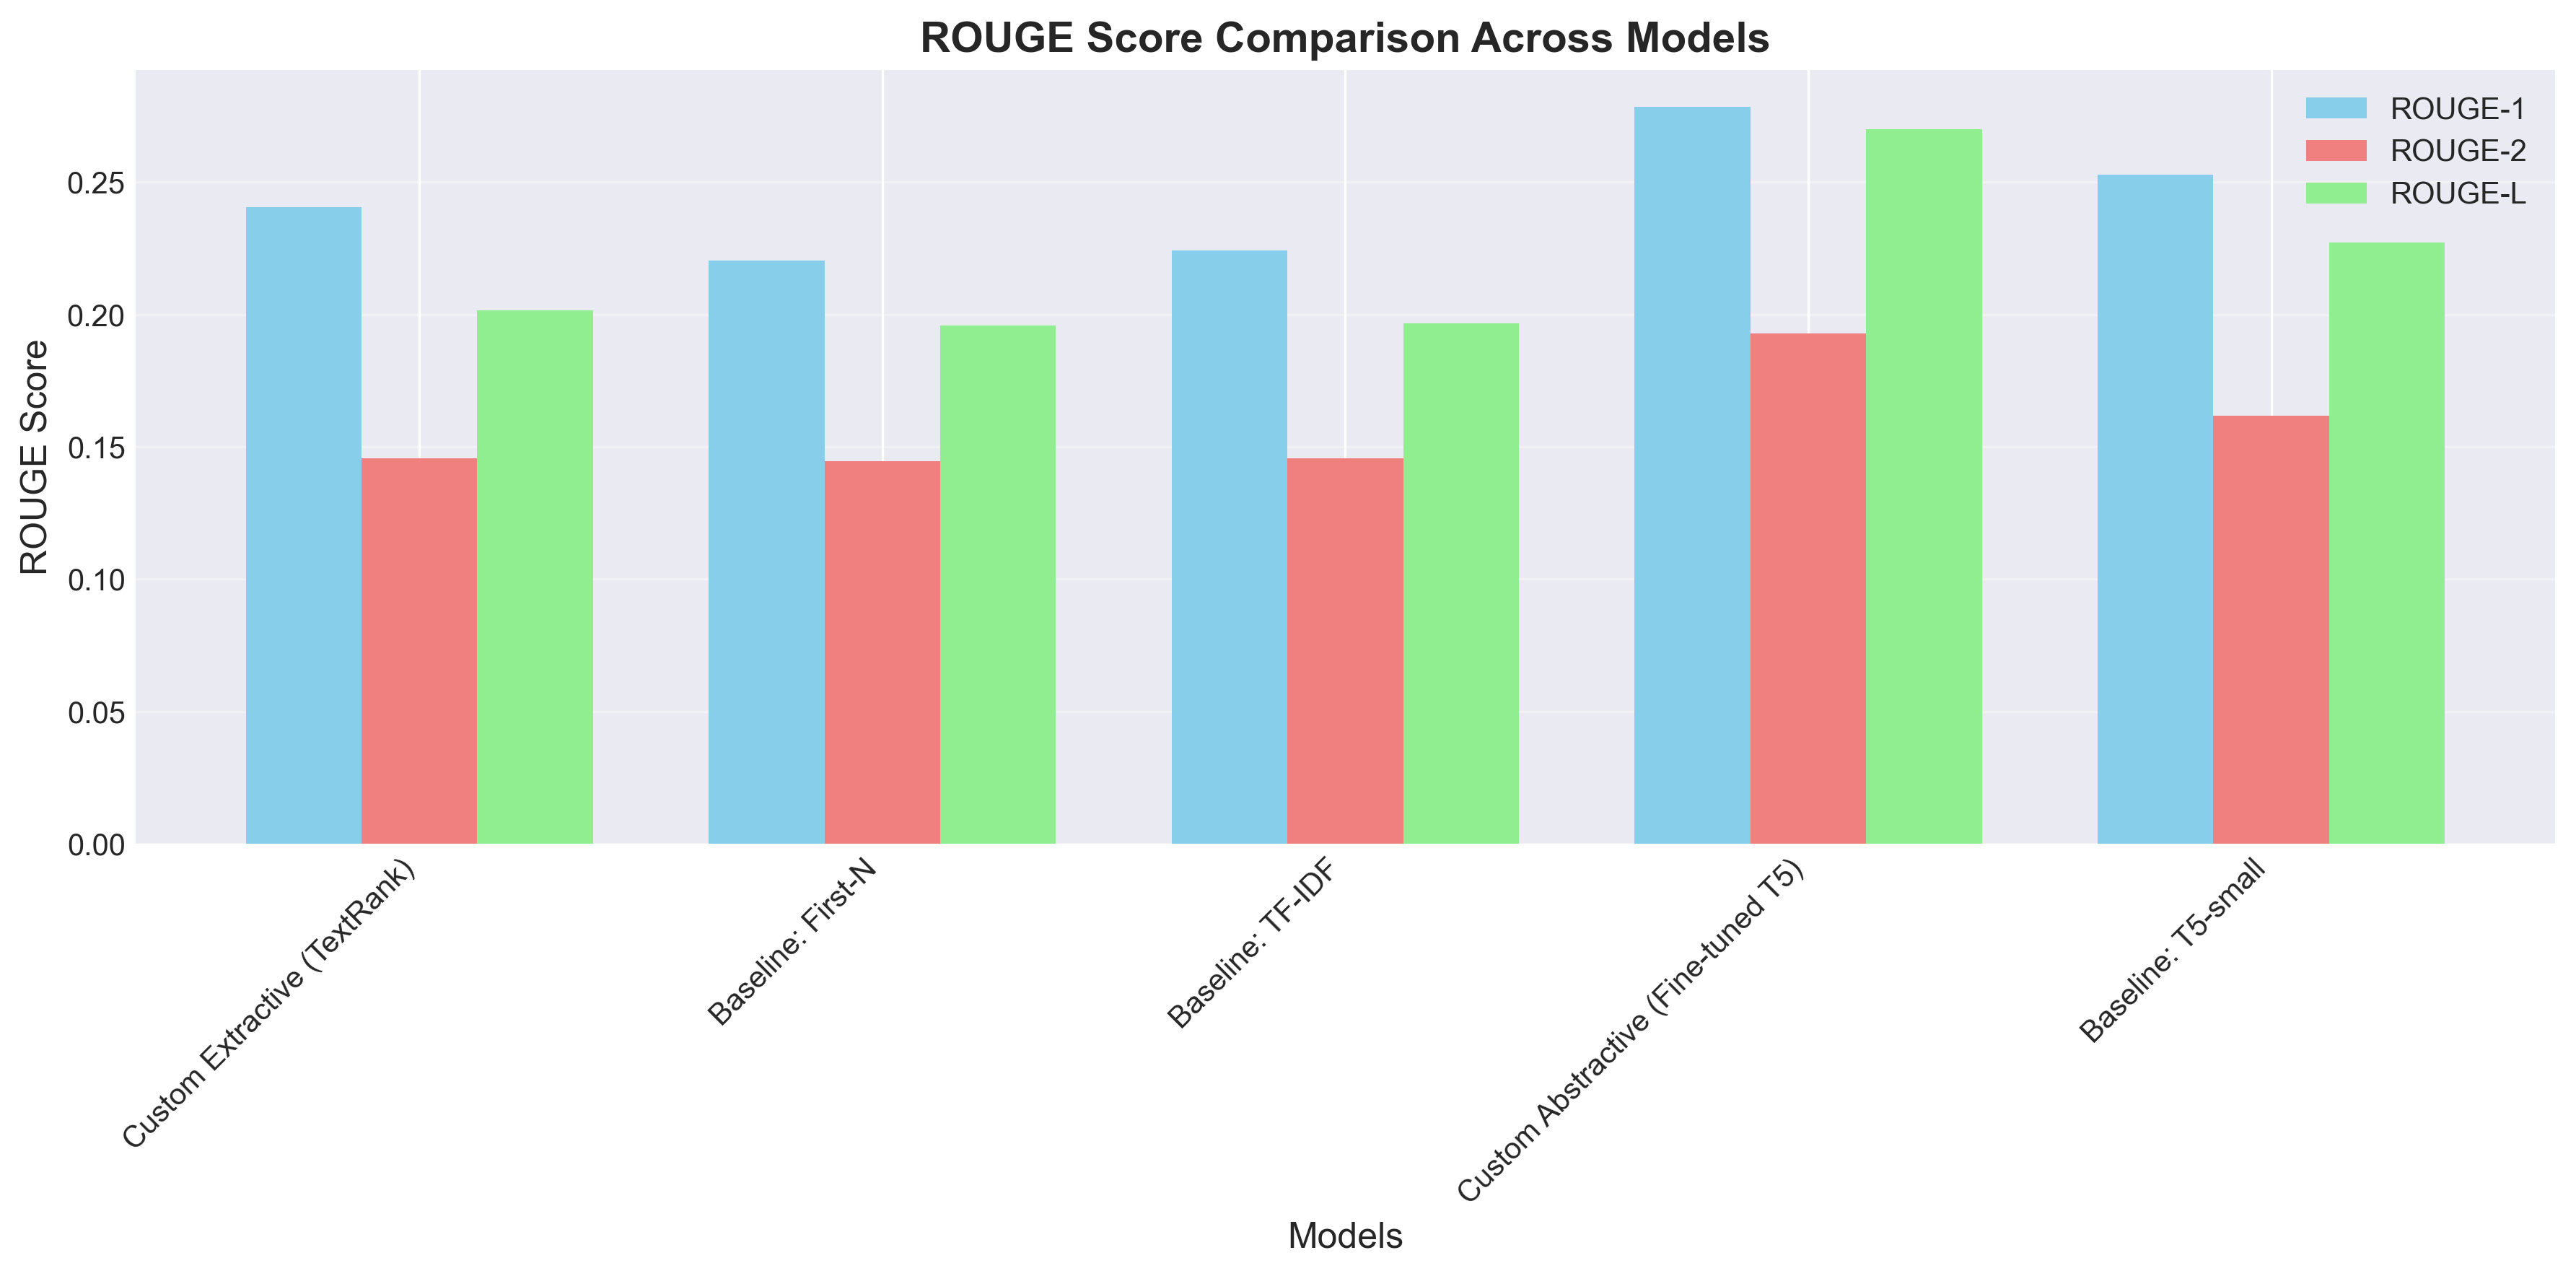 ROUGE Score Comparison Across Models
ROUGE-1
ROUGE-2
ROUGE-L
ROUGE Score
0.25
0.20
0.15
0.10
0.05
0.00
Custom Extractive (TextRank)
Baseline: First-N
Baseline: TF-IDF
Custom Abstractive (Fine-tuned T5)
Baseline: T5-small
Models